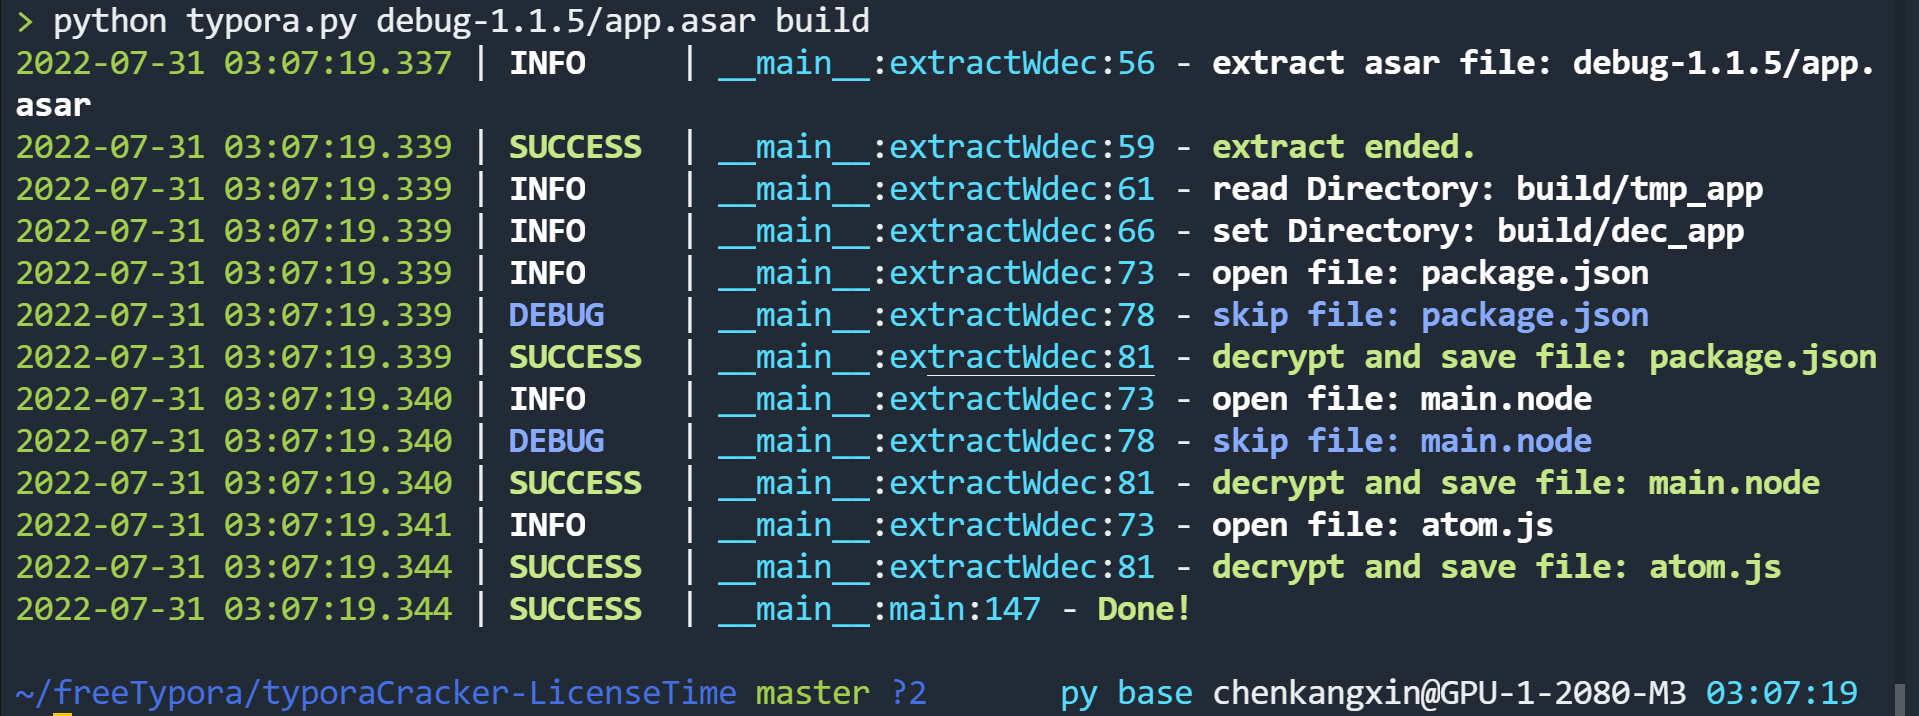 > python typora.py debug-1.1.5/app.asar build
2022-07-31 03:07:19.337 | INFO     | __main__:extractWdec:56 - extract asar file: debug-1.1.5/app.
asar
2022-07-31 03:07:19.339 | SUCCESS  | __main__:extractWdec:59 - extract ended.
2022-07-31 03:07:19.339 | INFO     | __main__:extractWdec:61 - read Directory: build/tmp_app
2022-07-31 03:07:19.339 | INFO     | __main__:extractWdec:66 - set Directory: build/dec_app
2022-07-31 03:07:19.339 | INFO     | __main__:extractWdec:73 - open file: package.json
2022-07-31 03:07:19.339 | DEBUG    | __main__:extractWdec:78 - skip file: package.json
2022-07-31 03:07:19.339 | SUCCESS  | __main__:extractWdec:81 - decrypt and save file: package.json
2022-07-31 03:07:19.340 | INFO     | __main__:extractWdec:73 - open file: main.node
2022-07-31 03:07:19.340 | DEBUG    | __main__:extractWdec:78 - skip file: main.node
2022-07-31 03:07:19.340 | SUCCESS  | __main__:extractWdec:81 - decrypt and save file: main.node
2022-07-31 03:07:19.341 | INFO     | __main__:extractWdec:73 - open file: atom.js
2022-07-31 03:07:19.344 | SUCCESS  | __main__:extractWdec:81 - decrypt and save file: atom.js
2022-07-31 03:07:19.344 | SUCCESS  | __main__:main:147 - Done!
~/freeTypora/typoraCracker-LicenseTime master ?2       py base chenkangxin@GPU-1-2080-M3 03:07:19